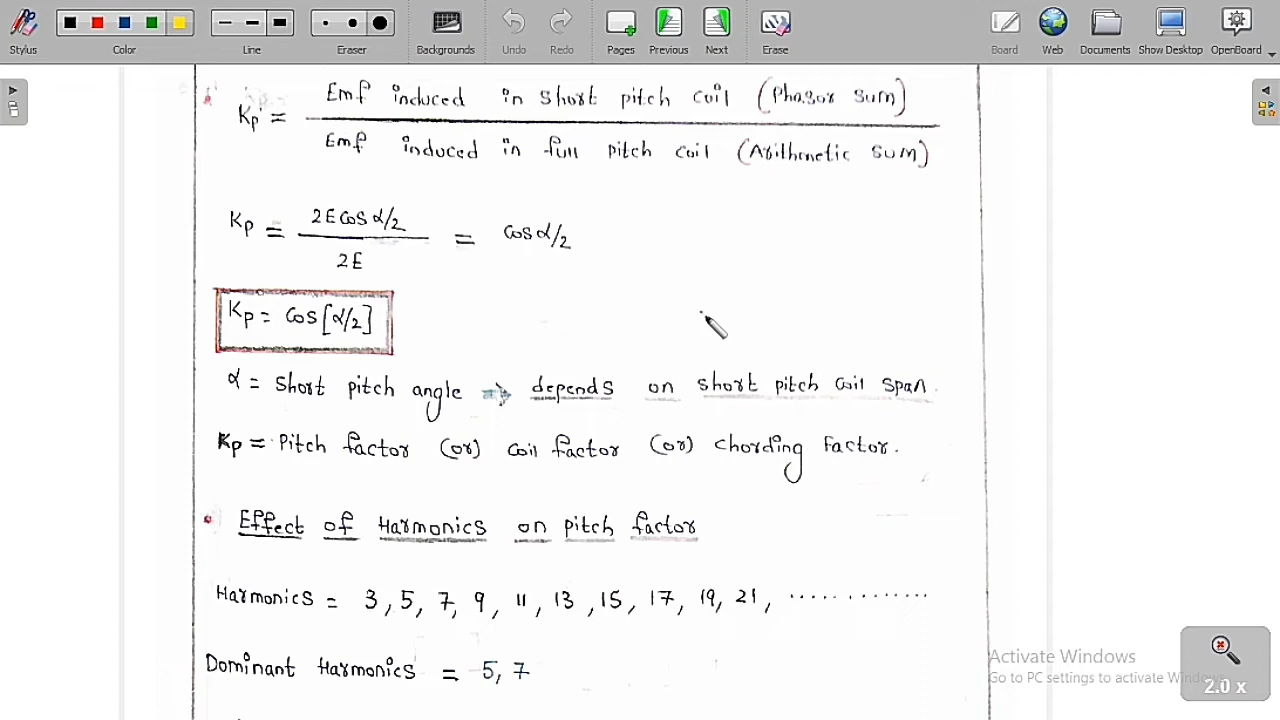 Stylus
Color
Line
Eraser
Backgrounds
Undo
Redo
Pages
Previous
Next
Erase
Board
Web
Documents
Show Desktop
OpenBoard
Kp = Emf induced in short pitch coil (Phasor sum)
Emf induced in full pitch coil (Arithmetic sum)
Kp = 2E cos α/2 = cos α/2
2E
Kp = cos[α/2]
α = short pitch angle ⇒ depends on short pitch coil span.
Kp = Pitch factor (or) coil factor (or) chording Factor.
Effect of Harmonics on pitch factor
Harmonics = 3, 5, 7, 9, 11, 13, 15, 17, 19, 21, ..............
Dominant Harmonics = 5, 7
Activate Windows
Go to PC settings to activate Windows.
2.0 x